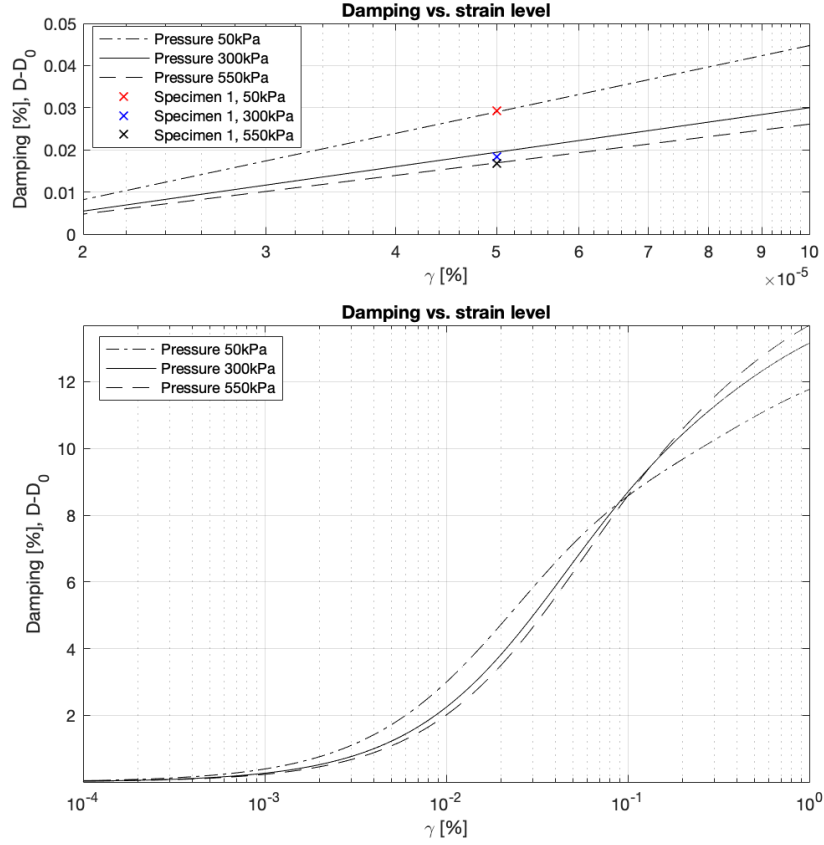 Damping vs. strain level
0.05
0.04
0.03
0.02
0.01
0
Damping [%], D-D₀
Pressure 50kPa
Pressure 300kPa
Pressure 550kPa
Specimen 1, 50kPa
Specimen 1, 300kPa
Specimen 1, 550kPa
2 3 4 5 6 7 8 9 10
γ [%]
×10⁻⁵
Damping vs. strain level
Pressure 50kPa
Pressure 300kPa
Pressure 550kPa
12
10
8
6
4
2
Damping [%], D-D₀
10⁻⁴ 10⁻³ 10⁻² 10⁻¹ 10⁰
γ [%]